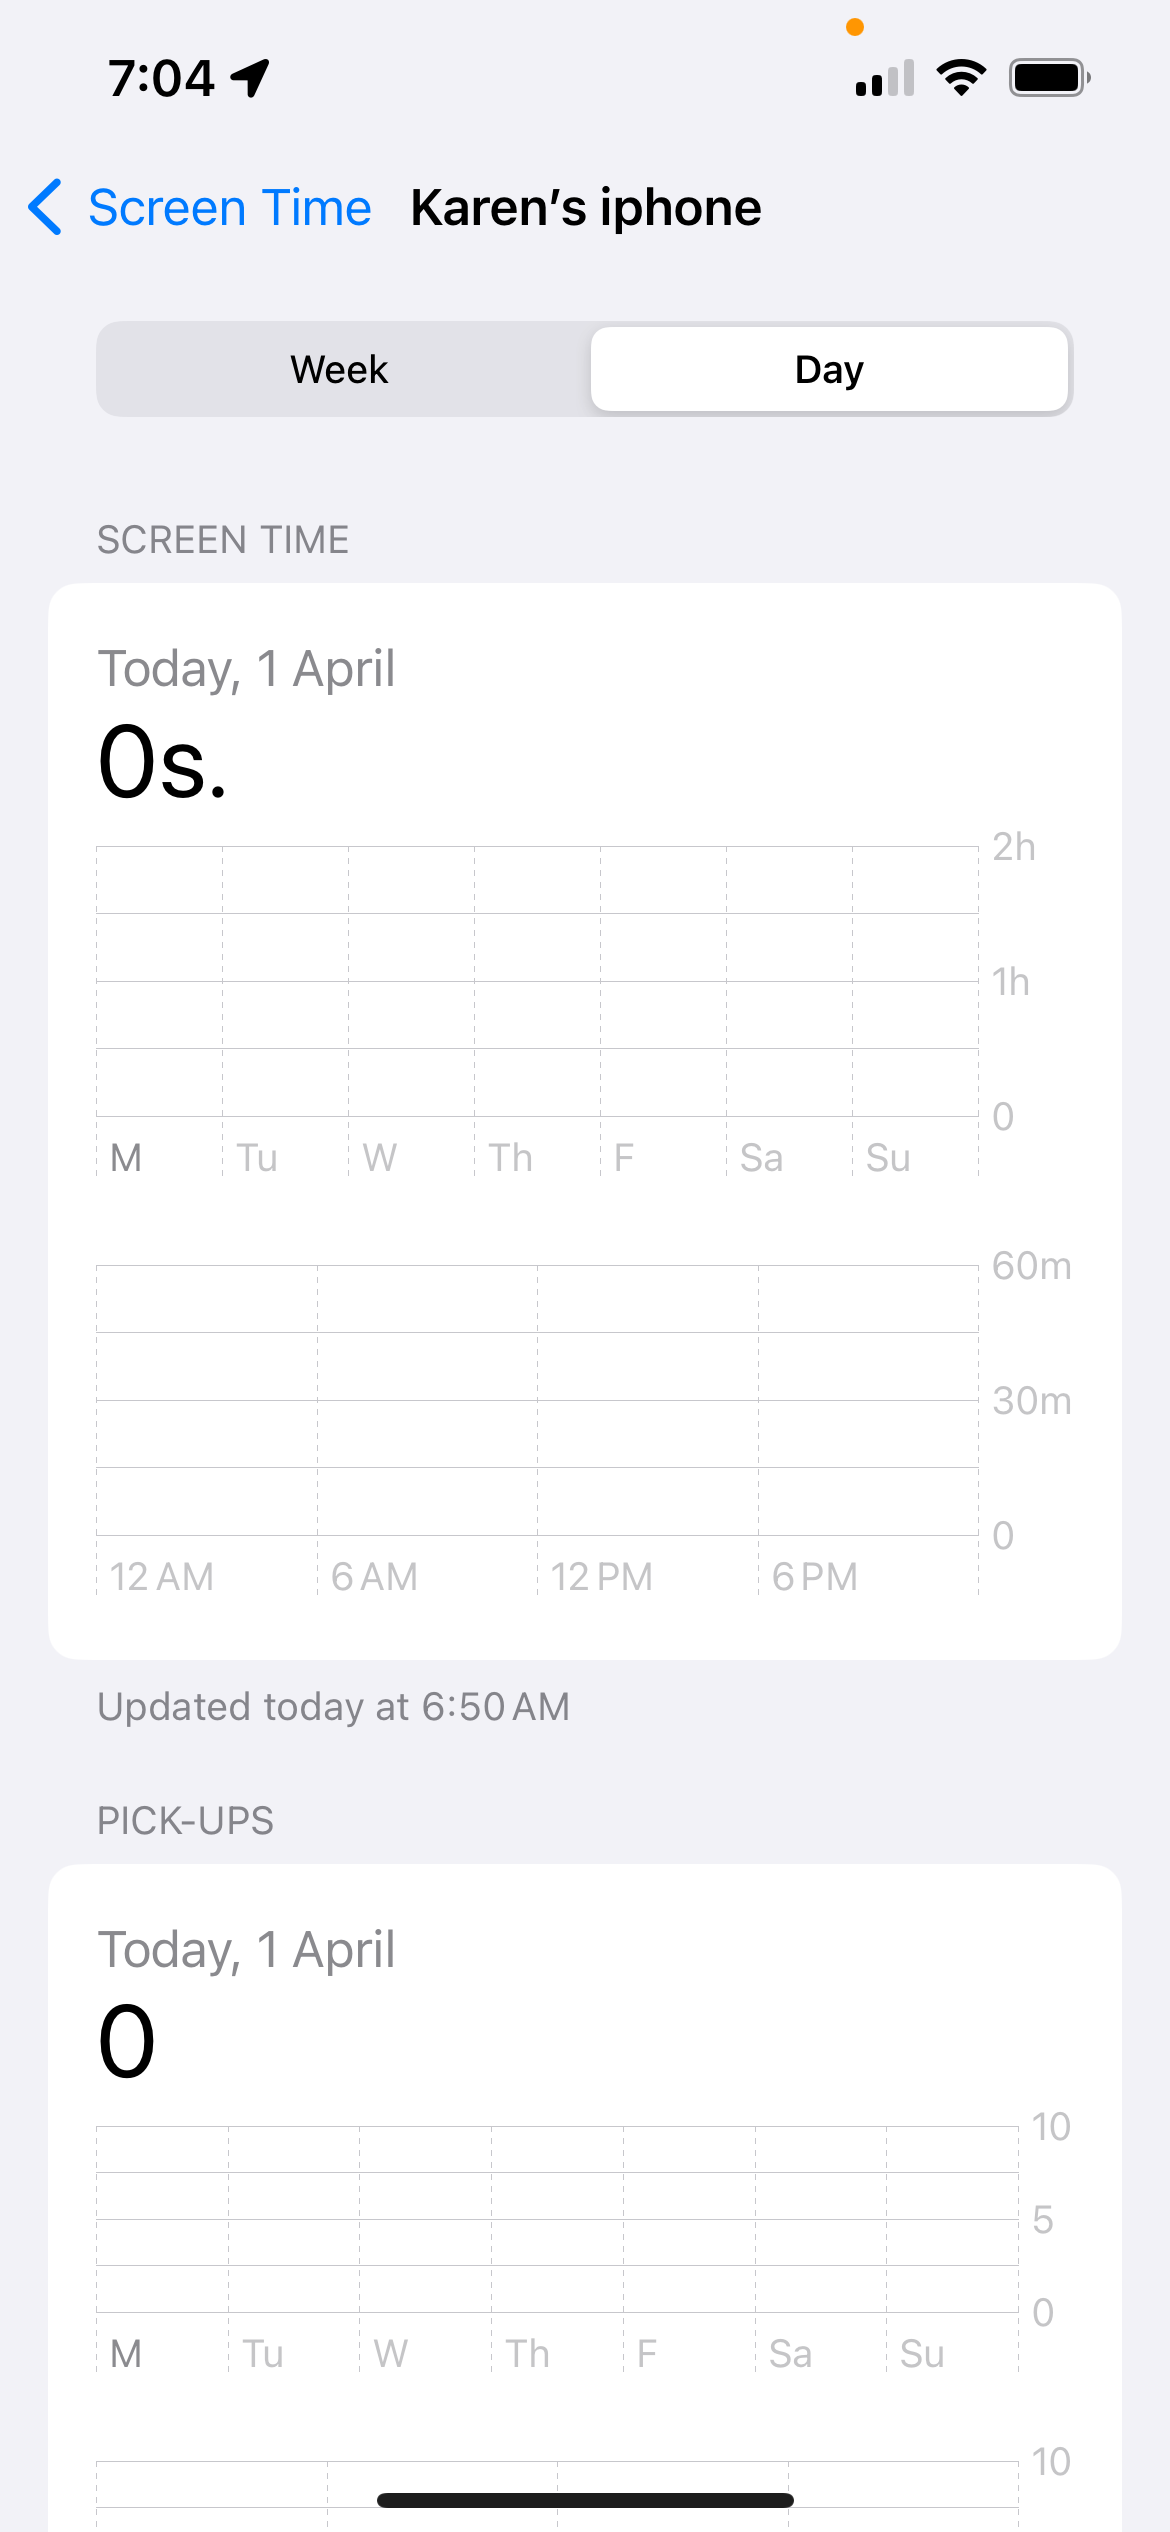 7:04
Screen Time Karen’s iphone
Week Day
SCREEN TIME
Today, 1 April
0s.
2h
1h
0
M Tu W Th F Sa Su
60m
30m
0
12 AM 6 AM 12 PM 6 PM
Updated today at 6:50 AM
PICK-UPS
Today, 1 April
0
10
5
0
M Tu W Th F Sa Su
10